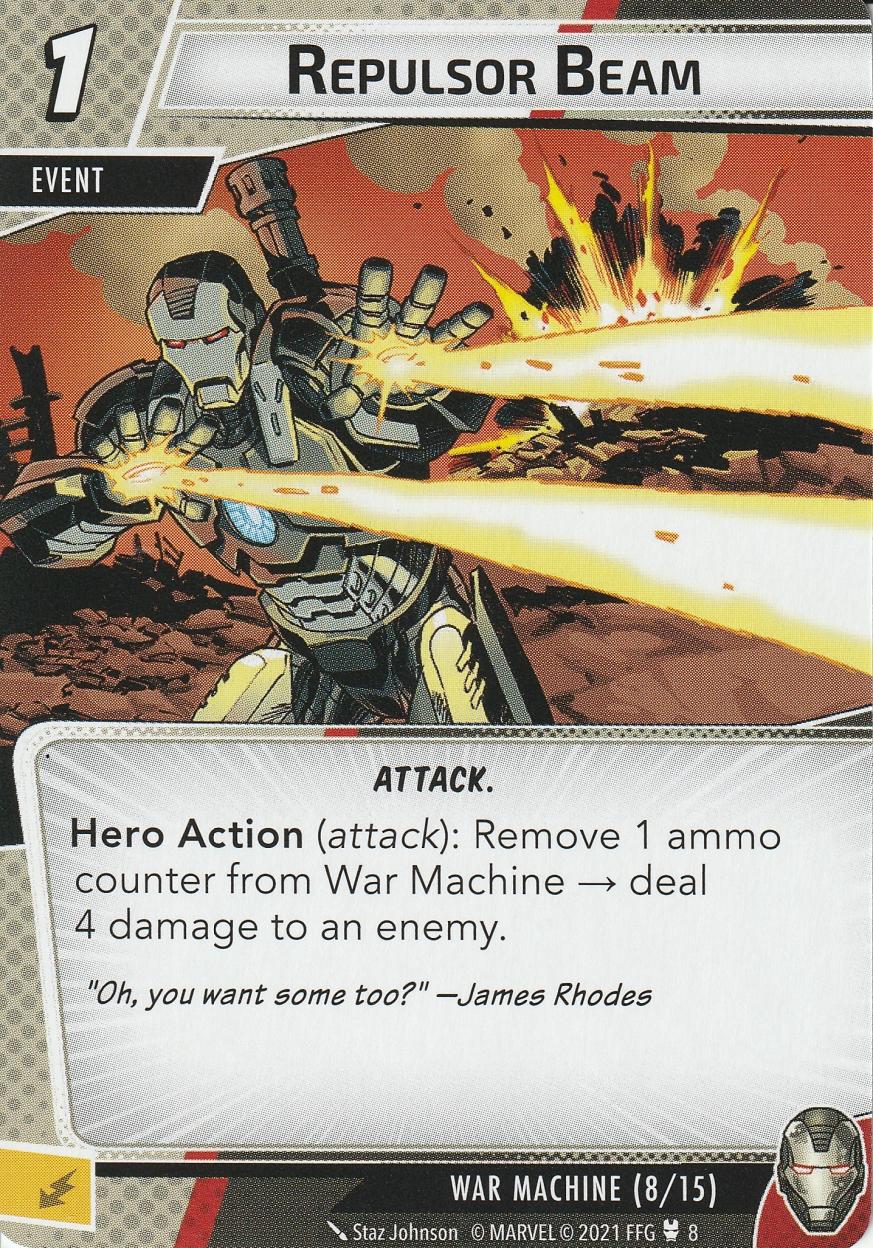 1
REPULSOR BEAM
EVENT
ATTACK.
Hero Action (attack): Remove 1 ammo
counter from War Machine → deal
4 damage to an enemy.
"Oh, you want some too?" —James Rhodes
WAR MACHINE (8/15)
Staz Johnson © MARVEL © 2021 FFG 8